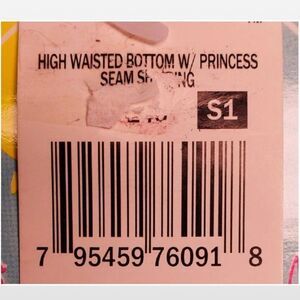 HIGH WAISTED BOTTOM W/ PRINCESS
SEAM
S1
7 95459 76091 8